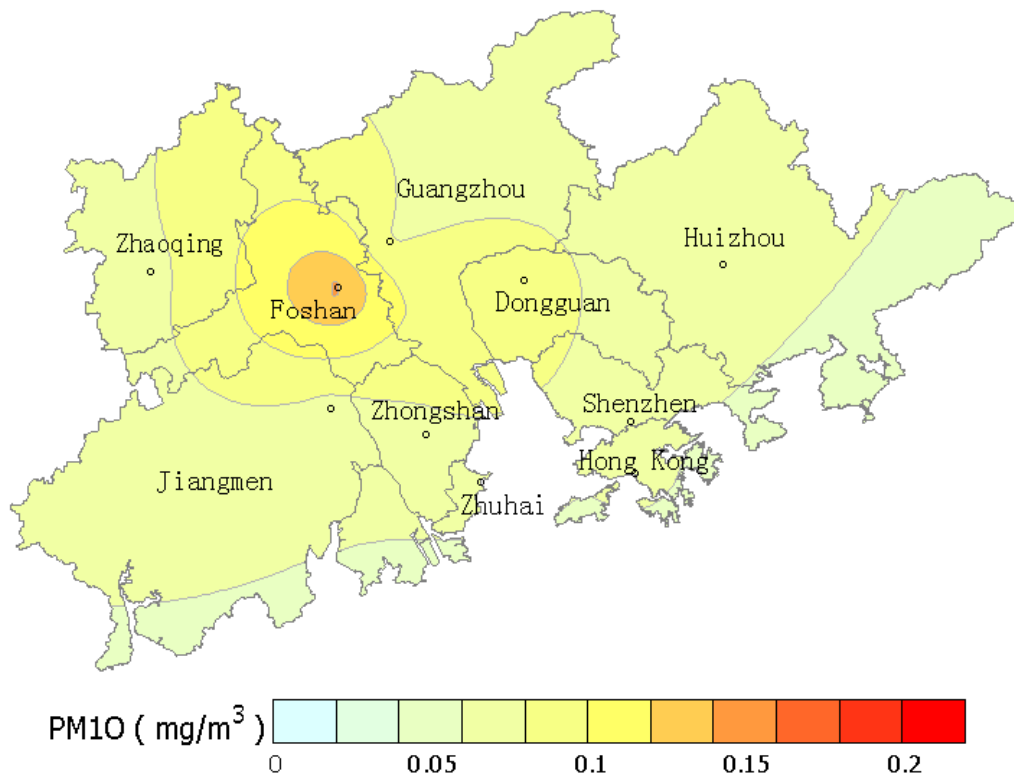 Guangzhou
Zhaoqing
Huizhou
Foshan
Dongguan
Zhongshan
Shenzhen
Jiangmen
Hong Kong
Zhuhai
PM10 ( mg/m³ )
0 0.05 0.1 0.15 0.2